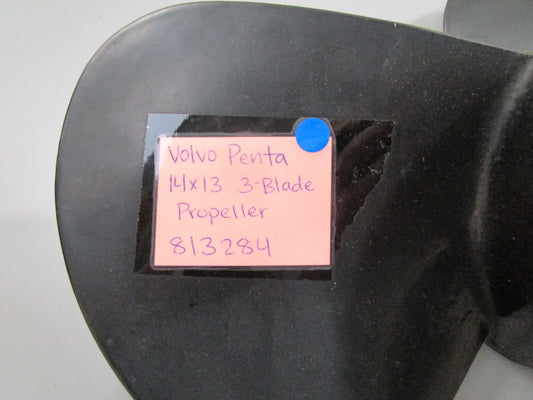 Volvo Penta
14x13 3-Blade
Propeller
813284